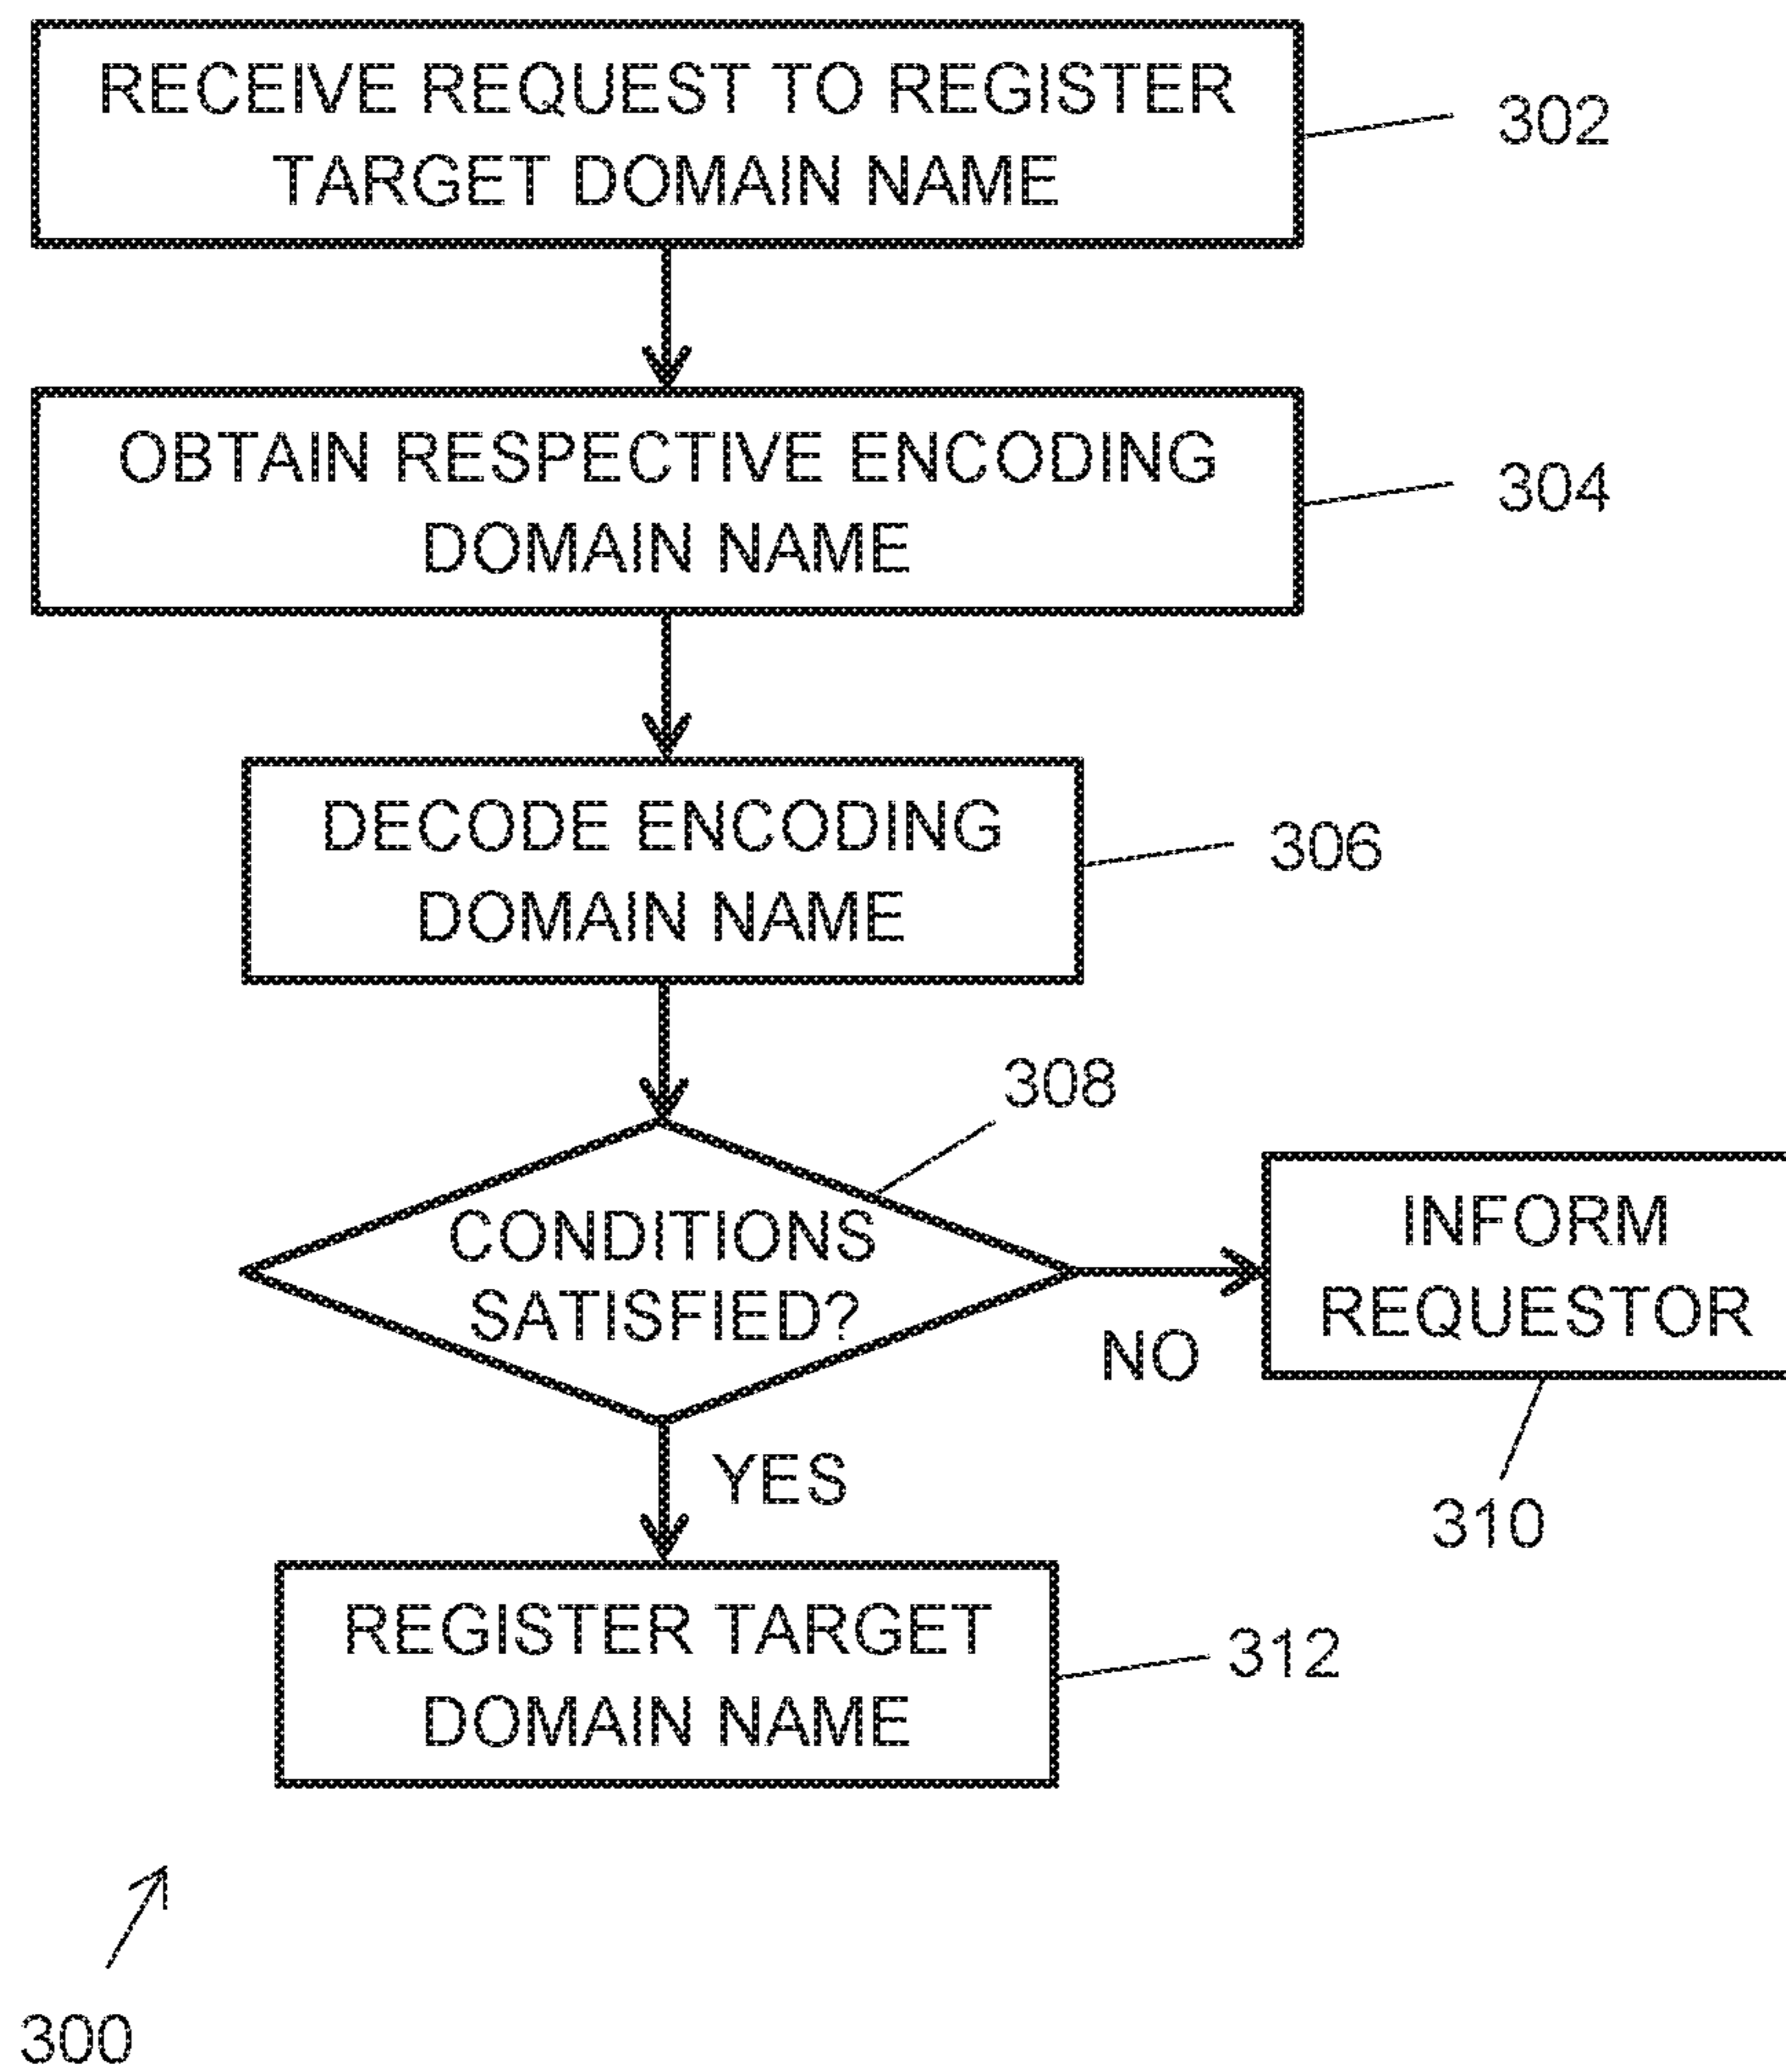 RECEIVE REQUEST TO REGISTER
TARGET DOMAIN NAME
302
OBTAIN RESPECTIVE ENCODING
DOMAIN NAME
304
DECODE ENCODING
DOMAIN NAME
306
308
CONDITIONS
SATISFIED?
NO
INFORM
REQUESTOR
310
YES
REGISTER TARGET
DOMAIN NAME
312
300